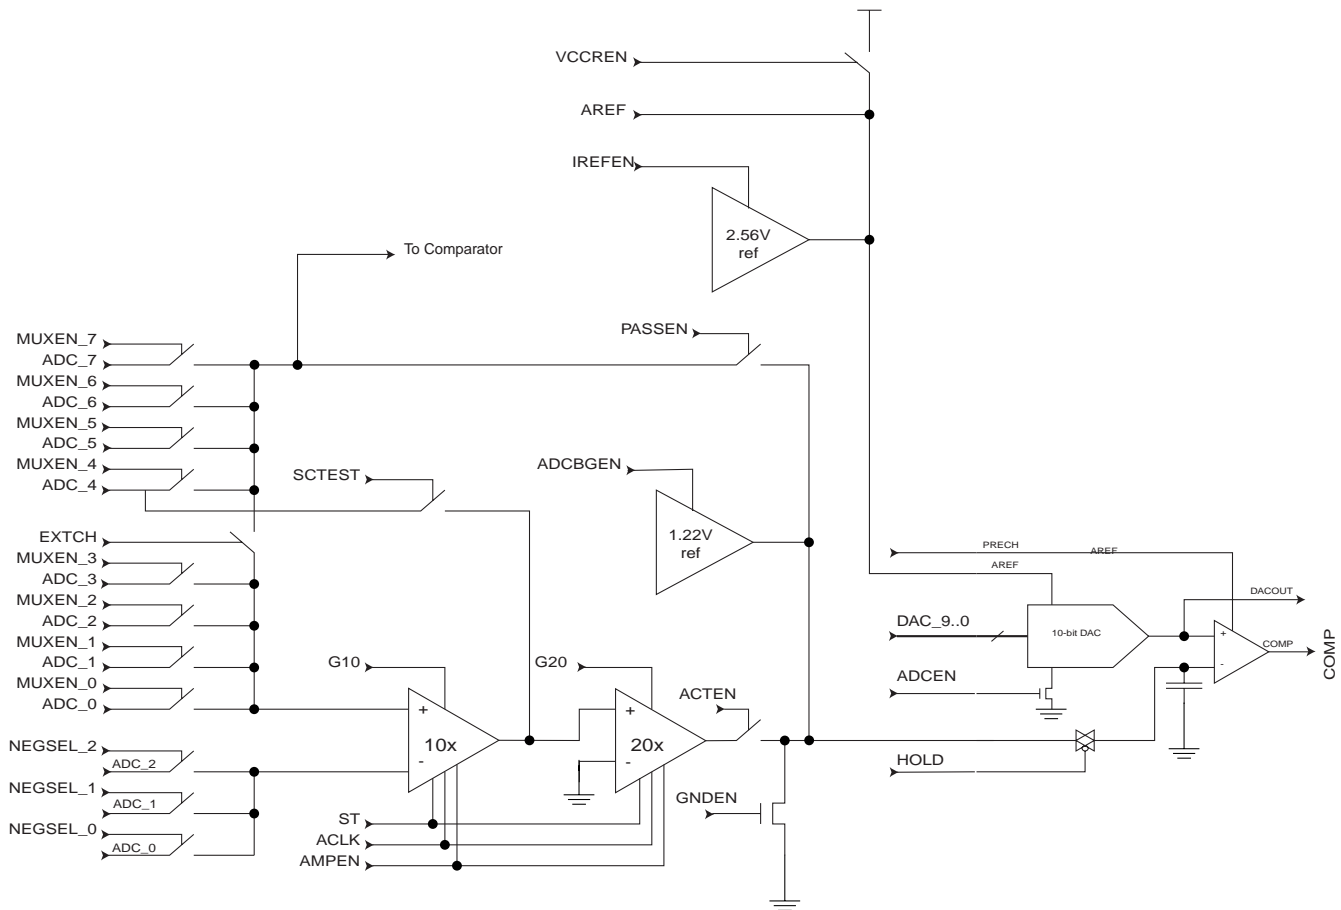 VCCREN
AREF
IREFEN
2.56V
ref
To Comparator
PASSEN
MUXEN_7
ADC_7
MUXEN_6
ADC_6
MUXEN_5
ADC_5
MUXEN_4
ADC_4
SCTEST
ADCBGEN
1.22V
ref
EXTCH
MUXEN_3
ADC_3
MUXEN_2
ADC_2
MUXEN_1
ADC_1
MUXEN_0
ADC_0
PRECH
AREF
AREF
DACOUT
DAC_9..0
10-bit DAC
+
-
COMP
COMP
ADCEN
G10
G20
ACTEN
+
10x
-
+
20x
-
HOLD
NEGSEL_2
ADC_2
NEGSEL_1
ADC_1
NEGSEL_0
ADC_0
GNDEN
ST
ACLK
AMPEN